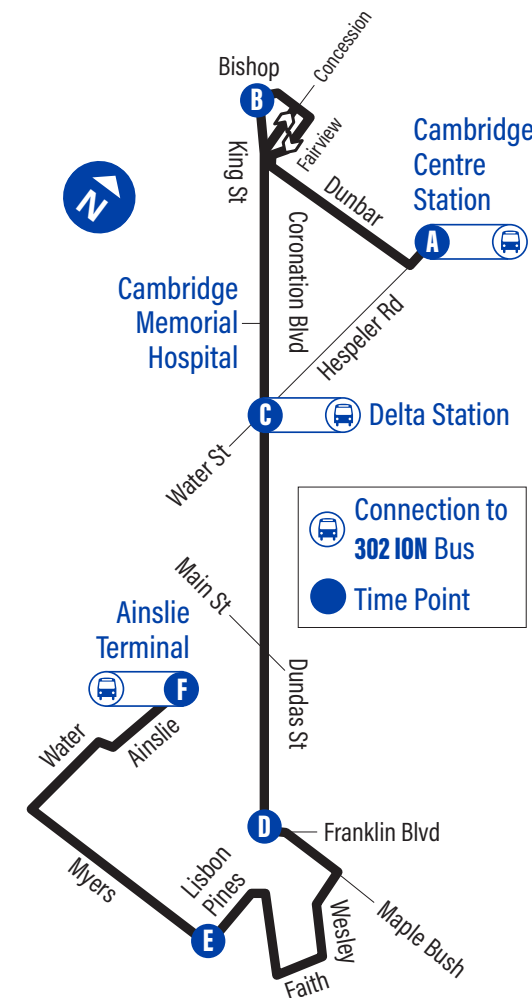 Bishop
Concession
B
Fairview
King St
Cambridge
Centre
Station
Dunbar
A
N
Coronation Blvd
Cambridge
Memorial
Hospital
Hespeler Rd
C
Delta Station
Water St
Connection to
302 ION Bus
Time Point
Main St
Ainslie
Terminal
F
Dundas St
Water
Ainslie
D
Franklin Blvd
Myers
Lisbon
Pines
E
Wesley
Maple Bush
Faith